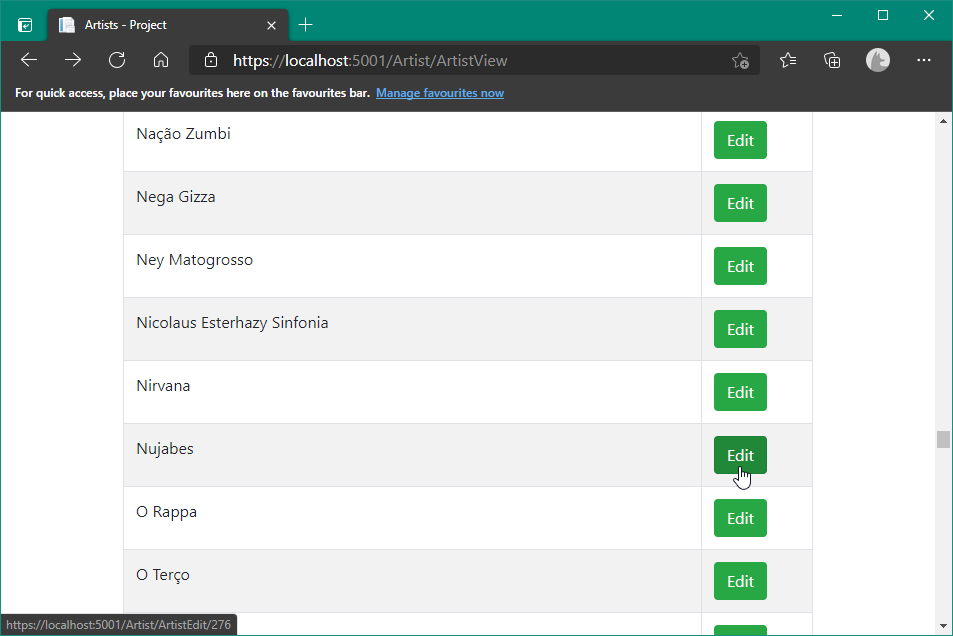 Artists - Project
https://localhost:5001/Artist/ArtistView
For quick access, place your favourites here on the favourites bar. Manage favourites now
Nação Zumbi Edit
Nega Gizza Edit
Ney Matogrosso Edit
Nicolaus Esterhazy Sinfonia Edit
Nirvana Edit
Nujabes Edit
O Rappa Edit
O Terço Edit
https://localhost:5001/Artist/ArtistEdit/276